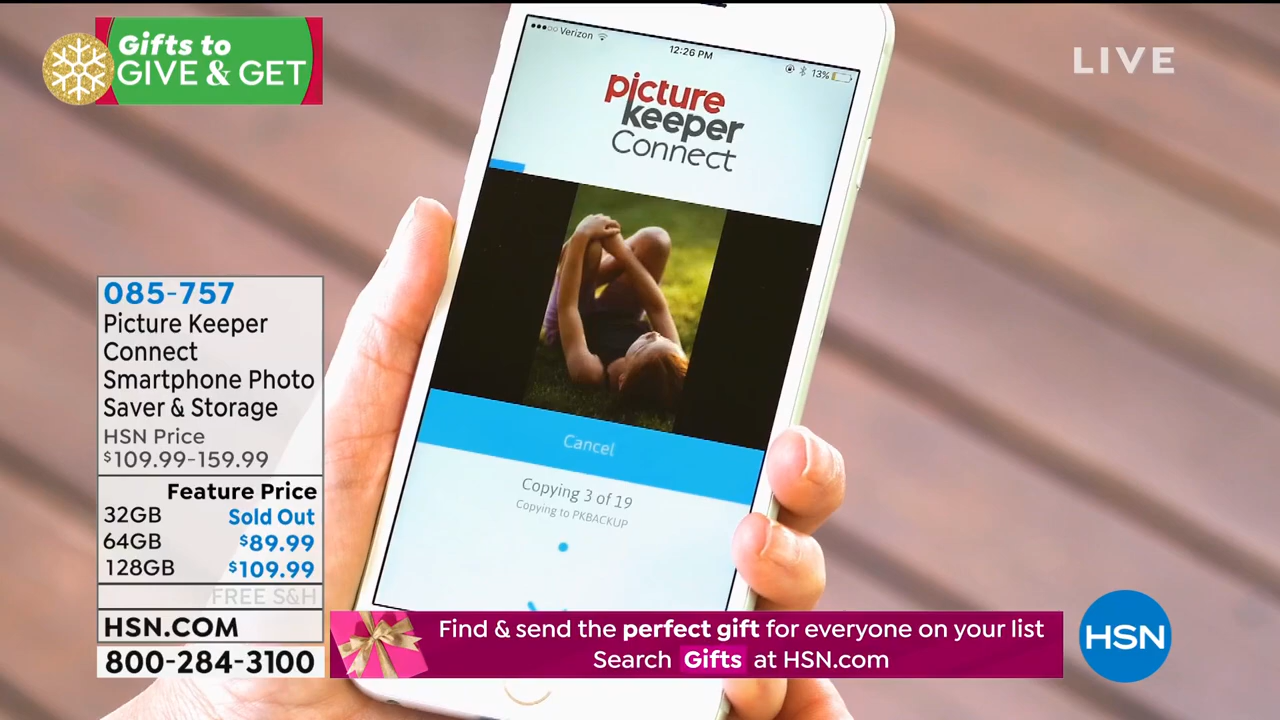 Gifts to
GIVE & GET
LIVE
Verizon
12:26 PM
13%
picture
keeper
Connect
Cancel
Copying 3 of 19
Copying to PKBACKUP
085-757
Picture Keeper
Connect
Smartphone Photo
Saver & Storage
HSN Price
$109.99-159.99
Feature Price
32GB Sold Out
64GB $89.99
128GB $109.99
FREE S&H
HSN.COM
800-284-3100
Find & send the perfect gift for everyone on your list
Search Gifts at HSN.com
HSN